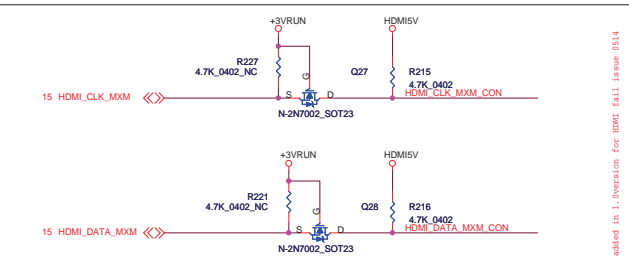 +3VRUN
HDMI5V
R227
4.7K_0402_NC
G
Q27
R215
4.7K_0402
15 HDMI_CLK_MXM
S
D
HDMI_CLK_MXM_CON
N-2N7002_SOT23
+3VRUN
HDMI5V
R221
4.7K_0402_NC
G
Q28
R216
4.7K_0402
15 HDMI_DATA_MXM
S
D
HDMI_DATA_MXM_CON
N-2N7002_SOT23
added in 1.0version for HDMI fail issue 0514